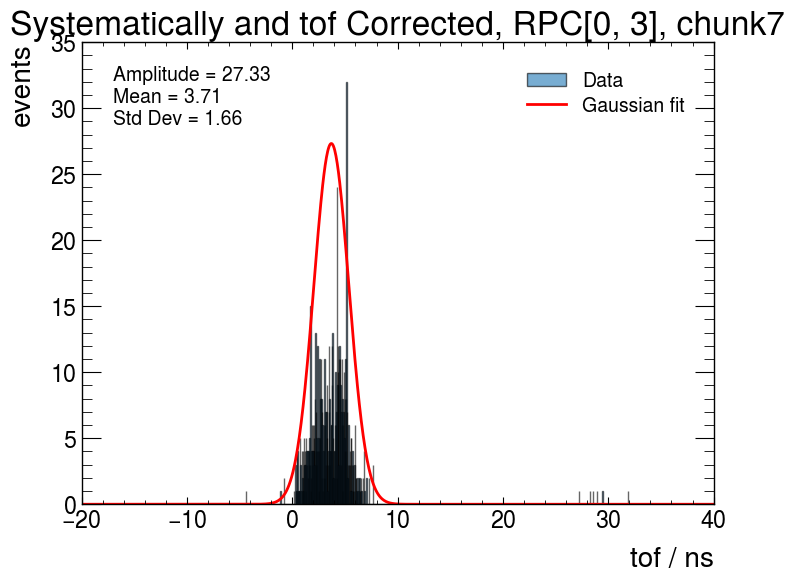 Systematically and tof Corrected, RPC[0, 3], chunk7
events
35
30
25
20
15
10
5
0
Amplitude = 27.33
Mean = 3.71
Std Dev = 1.66
Data
Gaussian fit
−20
−10
0
10
20
30
40
tof / ns